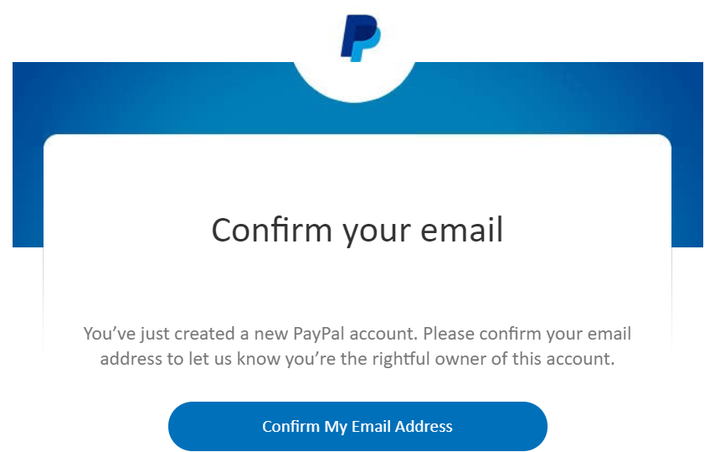 Confirm your email
You’ve just created a new PayPal account. Please confirm your email
address to let us know you’re the rightful owner of this account.
Confirm My Email Address